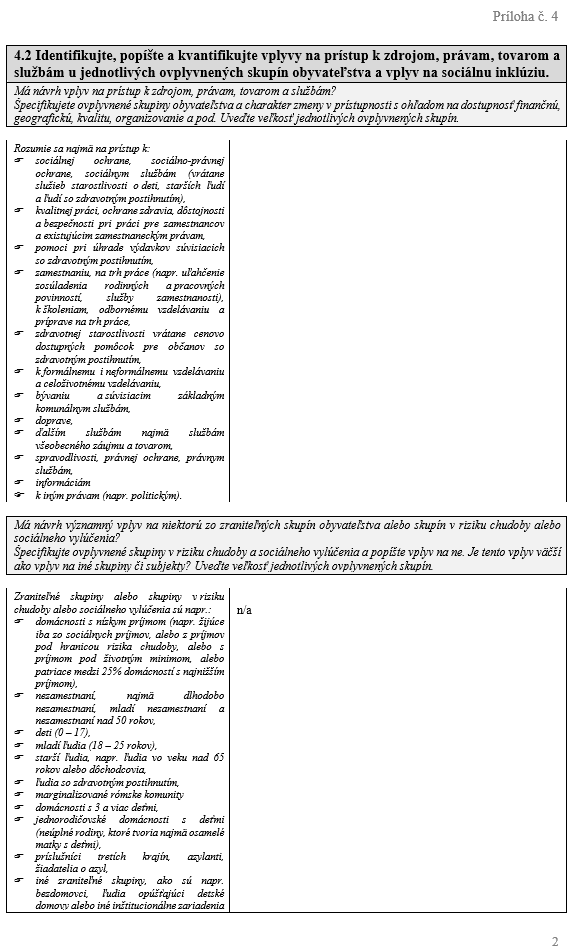 Príloha č. 4
4.2 Identifikujte, popíšte a kvantifikujte vplyvy na prístup k zdrojom, právam, tovarom a
službám u jednotlivých ovplyvnených skupín obyvateľstva a vplyv na sociálnu inklúziu.
Má návrh vplyv na prístup k zdrojom, právam, tovarom a službám?
Špecifikujete ovplyvnené skupiny obyvateľstva a charakter zmeny v prístupnosti s ohľadom na dostupnosť finančnú,
geografickú, kvalitu, organizovanie a pod. Uveďte veľkosť jednotlivých ovplyvnených skupín.
Rozumie sa najmä na prístup k:
☞ sociálnej ochrane, sociálno-právnej
ochrane, sociálnym službám (vrátane
služieb starostlivosti o deti, starších ľudí
a ľudí so zdravotným postihnutím),
☞ kvalitnej práci, ochrane zdravia, dôstojnosti
a bezpečnosti pri práci pre zamestnancov
a existujúcim zamestnaneckým právam,
☞ pomoci pri úhrade výdavkov súvisiacich
so zdravotným postihnutím,
☞ zamestnaniu, na trh práce (napr. uľahčenie
zosúladenia rodinných a pracovných
povinností, služby zamestnanosti),
k školeniam, odbornému vzdelávaniu a
príprave na trh práce,
☞ zdravotnej starostlivosti vrátane cenovo
dostupných pomôcok pre občanov so
zdravotným postihnutím,
☞ k formálnemu i neformálnemu vzdelávaniu
a celoživotnému vzdelávaniu,
☞ bývaniu a súvisiacim základným
komunálnym službám,
☞ doprave,
☞ ďalším službám najmä službám
všeobecného záujmu a tovarom,
☞ spravodlivosti, právnej ochrane, právnym
službám,
☞ informáciám
☞ k iným právam (napr. politickým).
Má návrh významný vplyv na niektorú zo zraniteľných skupín obyvateľstva alebo skupín v riziku chudoby alebo
sociálneho vylúčenia?
Špecifikujte ovplyvnené skupiny v riziku chudoby a sociálneho vylúčenia a popíšte vplyv na ne. Je tento vplyv väčší
ako vplyv na iné skupiny či subjekty? Uveďte veľkosť jednotlivých ovplyvnených skupín.
Zraniteľné skupiny alebo skupiny v riziku
chudoby alebo sociálneho vylúčenia sú napr.:
n/a
☞ domácnosti s nízkym príjmom (napr. žijúce
iba zo sociálnych príjmov, alebo z príjmov
pod hranicou rizika chudoby, alebo s
príjmom pod životným minimom, alebo
patriace medzi 25% domácností s najnižším
príjmom),
☞ nezamestnaní, najmä dlhodobo
nezamestnaní, mladí nezamestnaní a
nezamestnaní nad 50 rokov,
☞ deti (0 – 17),
☞ mladí ľudia (18 – 25 rokov),
☞ starší ľudia, napr. ľudia vo veku nad 65
rokov alebo dôchodcovia,
☞ ľudia so zdravotným postihnutím,
☞ marginalizované rómske komunity
☞ domácnosti s 3 a viac deťmi,
☞ jednorodičovské domácnosti s deťmi
(neúplné rodiny, ktoré tvoria najmä osamelé
matky s deťmi),
☞ príslušníci tretích krajín, azylanti,
žiadatelia o azyl,
☞ iné zraniteľné skupiny, ako sú napr.
bezdomovci, ľudia opúšťajúci detské
domovy alebo iné inštitucionálne zariadenia
2